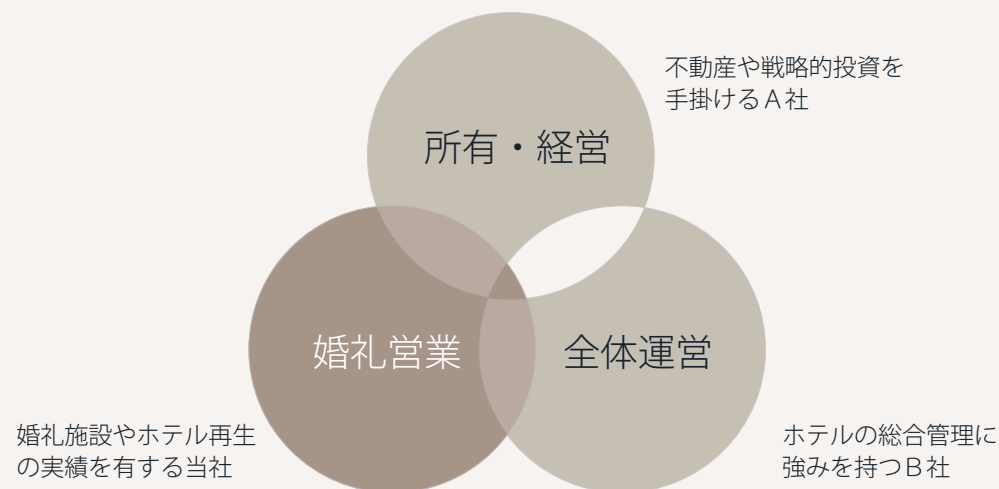 不動産や戦略的投資を
手掛けるＡ社
所有・経営
婚礼営業
全体運営
婚礼施設やホテル再生
の実績を有する当社
ホテルの総合管理に
強みを持つＢ社